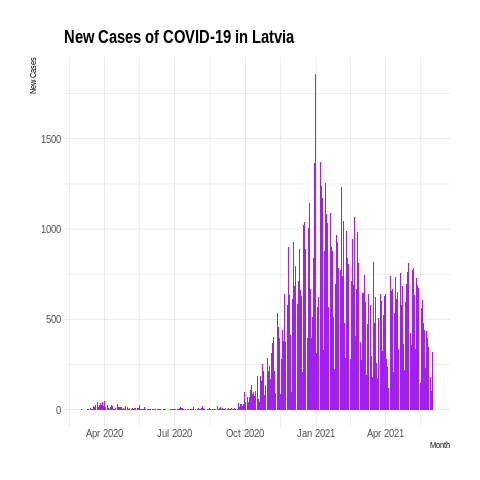 New Cases of COVID-19 in Latvia
New Cases
1500
1000
500
0
Apr 2020 Jul 2020 Oct 2020 Jan 2021 Apr 2021
Month